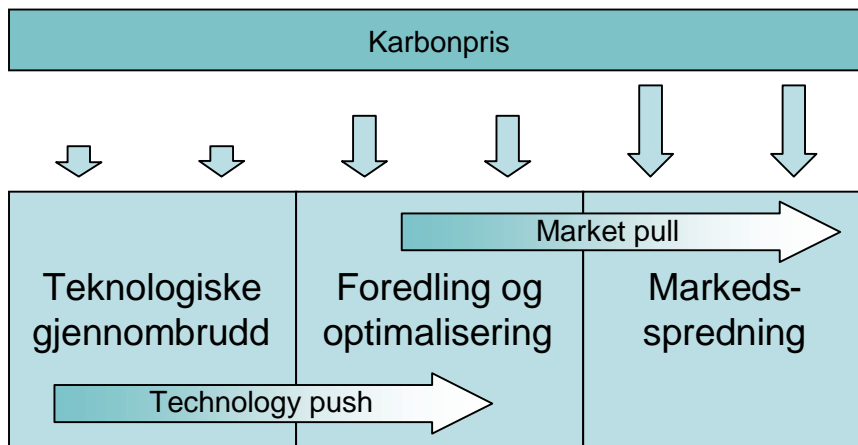 Karbonpris
Market pull
Teknologiske
gjennombrudd
Foredling og
optimalisering
Markeds-
spredning
Technology push